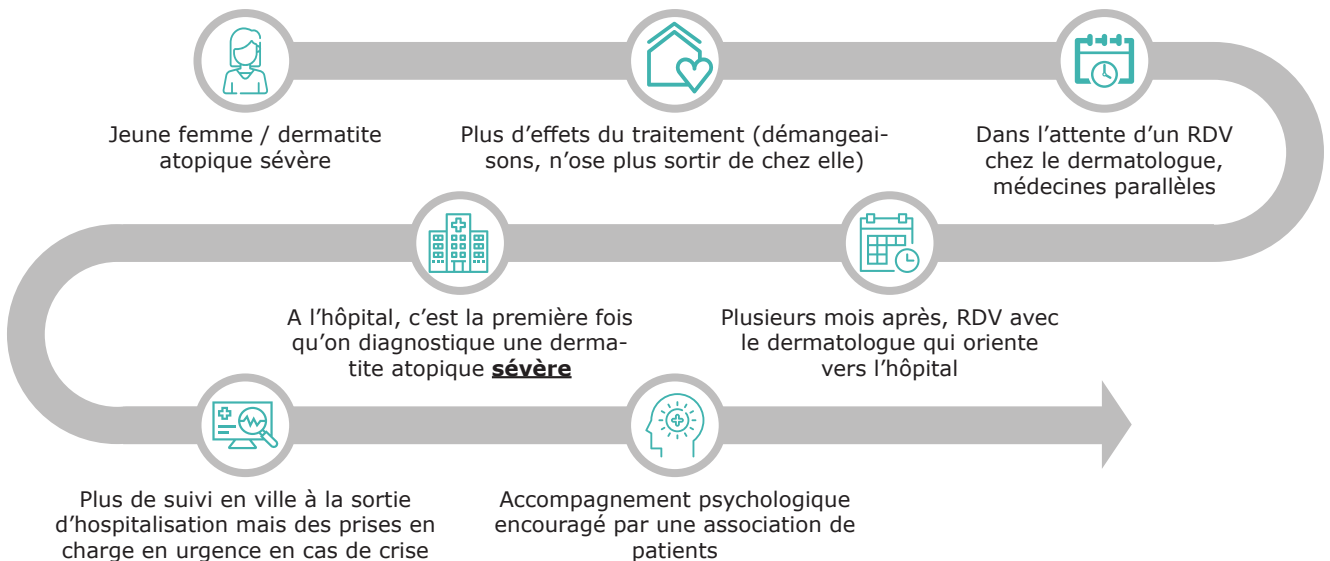 Jeune femme / dermatite
atopique sévère
Plus d'effets du traitement (démangeai-
sons, n'ose plus sortir de chez elle)
Dans l'attente d'un RDV
chez le dermatologue,
médecines parallèles
Plusieurs mois après, RDV avec
le dermatologue qui oriente
vers l'hôpital
A l'hôpital, c'est la première fois
qu'on diagnostique une derma-
tite atopique sévère
Plus de suivi en ville à la sortie
d'hospitalisation mais des prises en
charge en urgence en cas de crise
Accompagnement psychologique
encouragé par une association de
patients